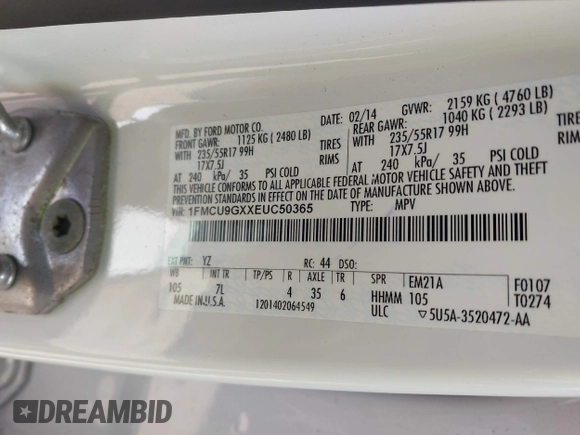 MFD. BY FORD MOTOR CO.
DATE: 02/14 GVWR: 2159 KG ( 4760 LB)
FRONT GAWR: 1125 KG ( 2480 LB) REAR GAWR: 1040 KG ( 2293 LB)
WITH 235/55R17 99H TIRES WITH 235/55R17 99H TIRES
17X7.5J RIMS 17X7.5J RIMS
AT 240 kPa/ 35 PSI COLD AT 240 kPa/ 35 PSI COLD
THIS VEHICLE CONFORMS TO ALL APPLICABLE FEDERAL MOTOR VEHICLE SAFETY AND THEFT
PREVENTION STANDARDS IN EFFECT ON THE DATE OF MANUFACTURE SHOWN ABOVE.
VIN: 1FMCU9GXXEUC50365 TYPE: MPV
EXT PNT: YZ RC: 44 DSO:
WB INT TR TP/PS R AXLE TR SPR EM21A F0107
105 7L 4 35 6 HHMM 105 T0274
MADE IN U.S.A. 1201402064549 ULC ▽5U5A-3520472-AA
DREAMBID